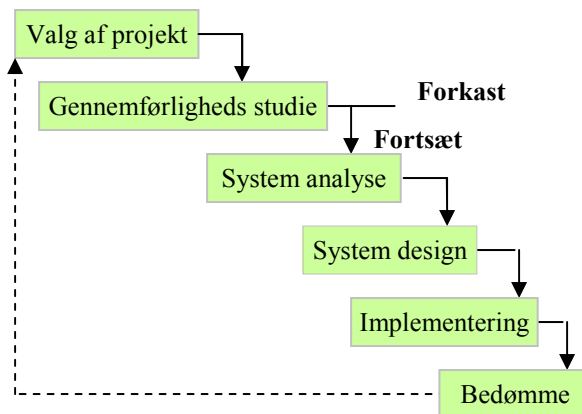 Valg af projekt
Gennemførligheds studie
Forkast
Fortsæt
System analyse
System design
Implementering
Bedømme